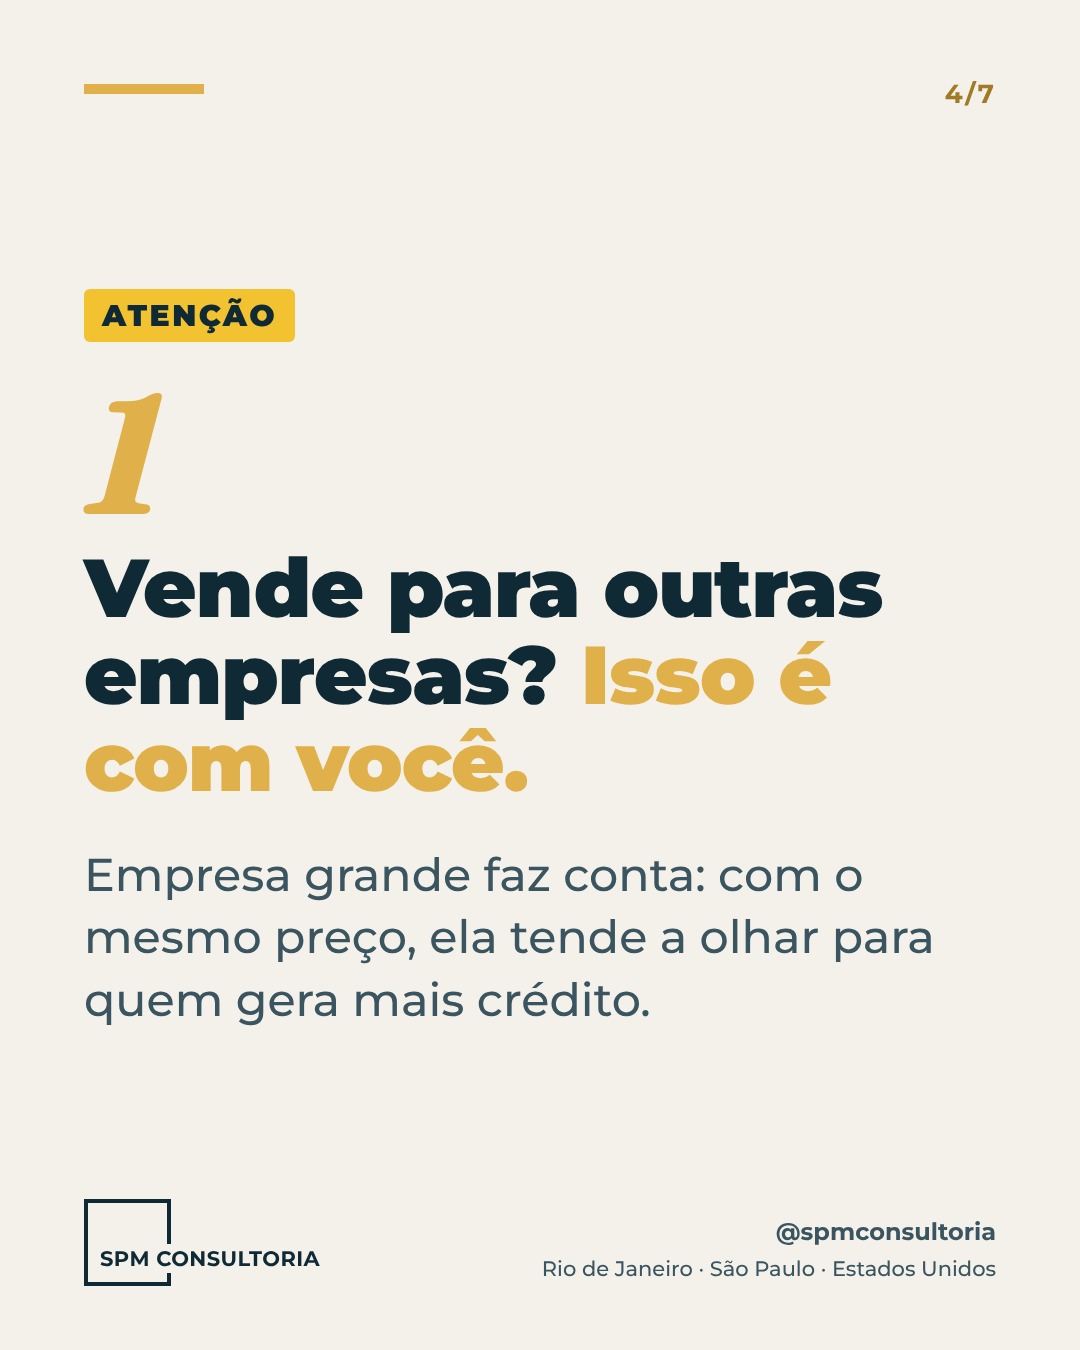 4/7
ATENÇÃO
1
Vende para outras
empresas? Isso é
com você.
Empresa grande faz conta: com o
mesmo preço, ela tende a olhar para
quem gera mais crédito.
SPM CONSULTORIA
@spmconsultoria
Rio de Janeiro · São Paulo · Estados Unidos